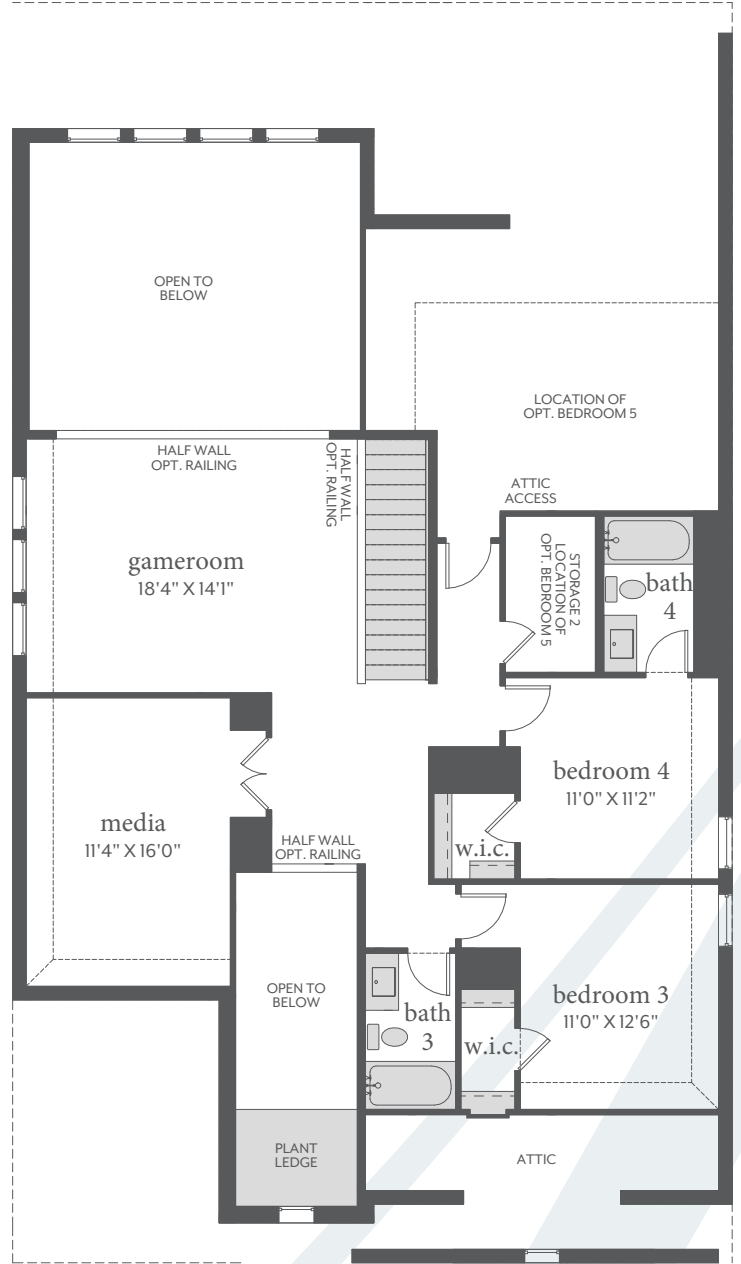 OPEN TO
BELOW
LOCATION OF
OPT. BEDROOM 5
HALF WALL
OPT. RAILING
HALF WALL
OPT. RAILING
ATTIC
ACCESS
gameroom
18'4" X 14'1"
STORAGE 2
LOCATION OF
OPT. BEDROOM 5
bath
4
bedroom 4
11'0" X 11'2"
media
11'4" X 16'0"
HALF WALL
OPT. RAILING
w.i.c.
OPEN TO
BELOW
bath
3
bedroom 3
11'0" X 12'6"
w.i.c.
PLANT
LEDGE
ATTIC